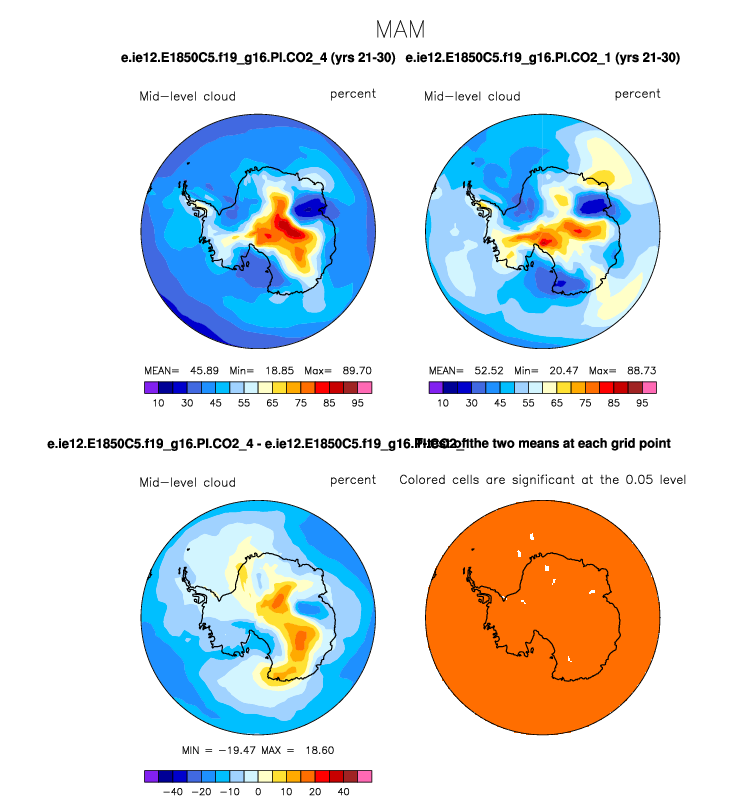 MAM
e.ie12.E1850C5.f19_g16.PI.CO2_4 (yrs 21-30) e.ie12.E1850C5.f19_g16.PI.CO2_1 (yrs 21-30)
Mid-level cloud percent Mid-level cloud percent
MEAN= 45.89 Min= 18.85 Max= 89.70 MEAN= 52.52 Min= 20.47 Max= 88.73
10 30 45 55 65 75 85 95 10 30 45 55 65 75 85 95
e.ie12.E1850C5.f19_g16.PI.CO2_4 - e.ie12.E1850C5.f19_g16.PI.CO2_1 of the two means at each grid point
Mid-level cloud percent Colored cells are significant at the 0.05 level
MIN = -19.47 MAX = 18.60
-40 -20 -10 0 10 20 40